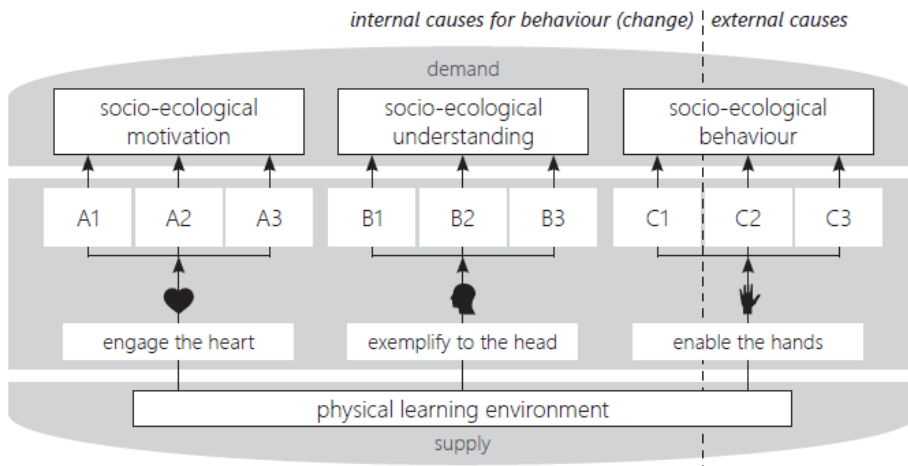 internal causes for behaviour (change) external causes
demand
socio-ecological
motivation
socio-ecological
understanding
socio-ecological
behaviour
A1 A2 A3 B1 B2 B3 C1 C2 C3
engage the heart
exemplify to the head
enable the hands
physical learning environment
supply